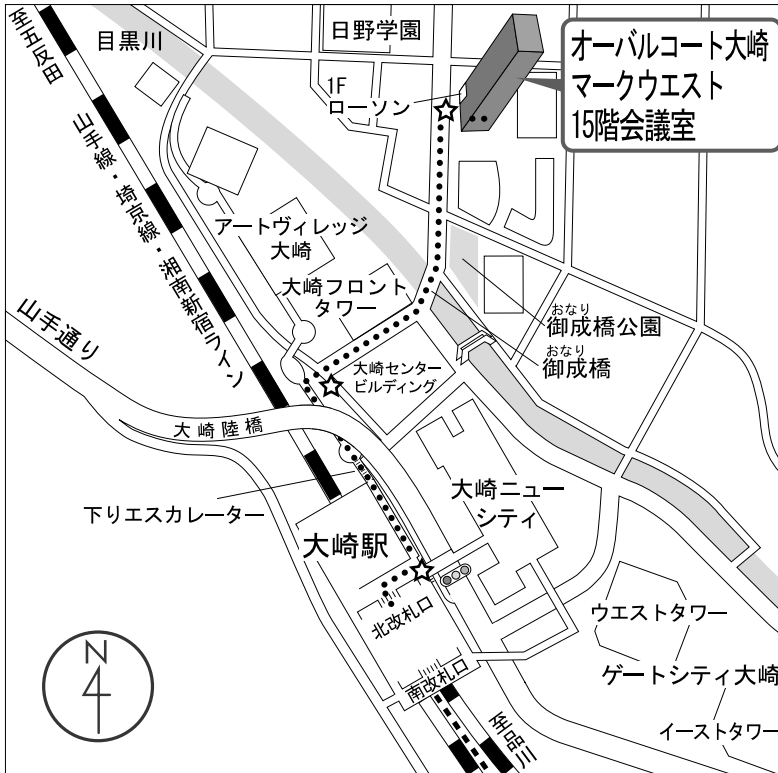 至五反田
目黒川
日野学園
オーバルコート大崎
マークウエスト
15階会議室
1F
ローソン
山手線・埼京線・湘南新宿ライン
アートヴィレッジ
大崎
大崎フロント
タワー
おなり
御成橋公園
おなり
御成橋
山手通り
大崎センター
ビルディング
大崎陸橋
下りエスカレーター
大崎ニュー
シティ
大崎駅
北改札口
ウエストタワー
ゲートシティ大崎
南改札口
イーストタワー
至品川
N